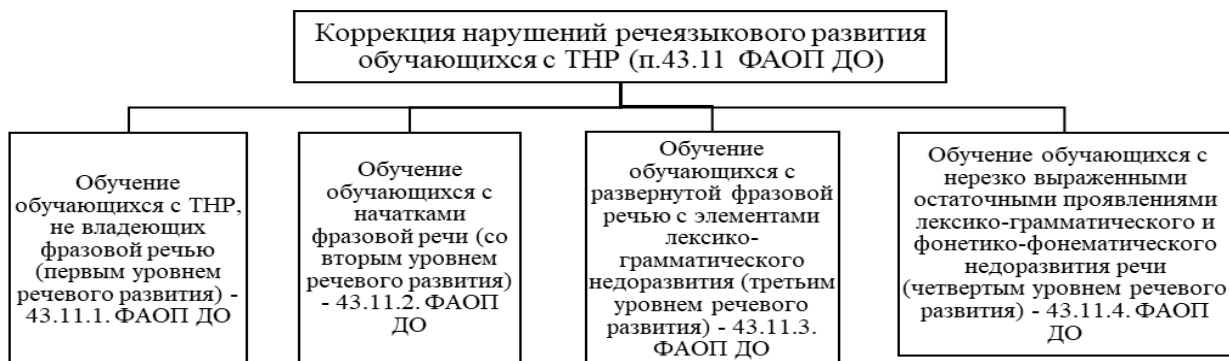 Коррекция нарушений речеязыкового развития
обучающихся с ТНР (п.43.11 ФАОП ДО)
Обучение
обучающихся с ТНР,
не владеющих
фразовой речью
(первым уровнем
речевого развития) -
43.11.1. ФАОП ДО
Обучение
обучающихся с
начатками
фразовой речи (со
вторым уровнем
речевого развития)
- 43.11.2. ФАОП
ДО
Обучение
обучающихся с
развернутой фразовой
речью с элементами
лексико-
грамматического
недоразвития (третьим
уровнем речевого
развития) - 43.11.3.
ФАОП ДО
Обучение обучающихся с
нерезко выраженными
остаточными проявлениями
лексико-грамматического и
фонетико-фонематического
недоразвития речи
(четвертым уровнем речевого
развития) - 43.11.4. ФАОП
ДО